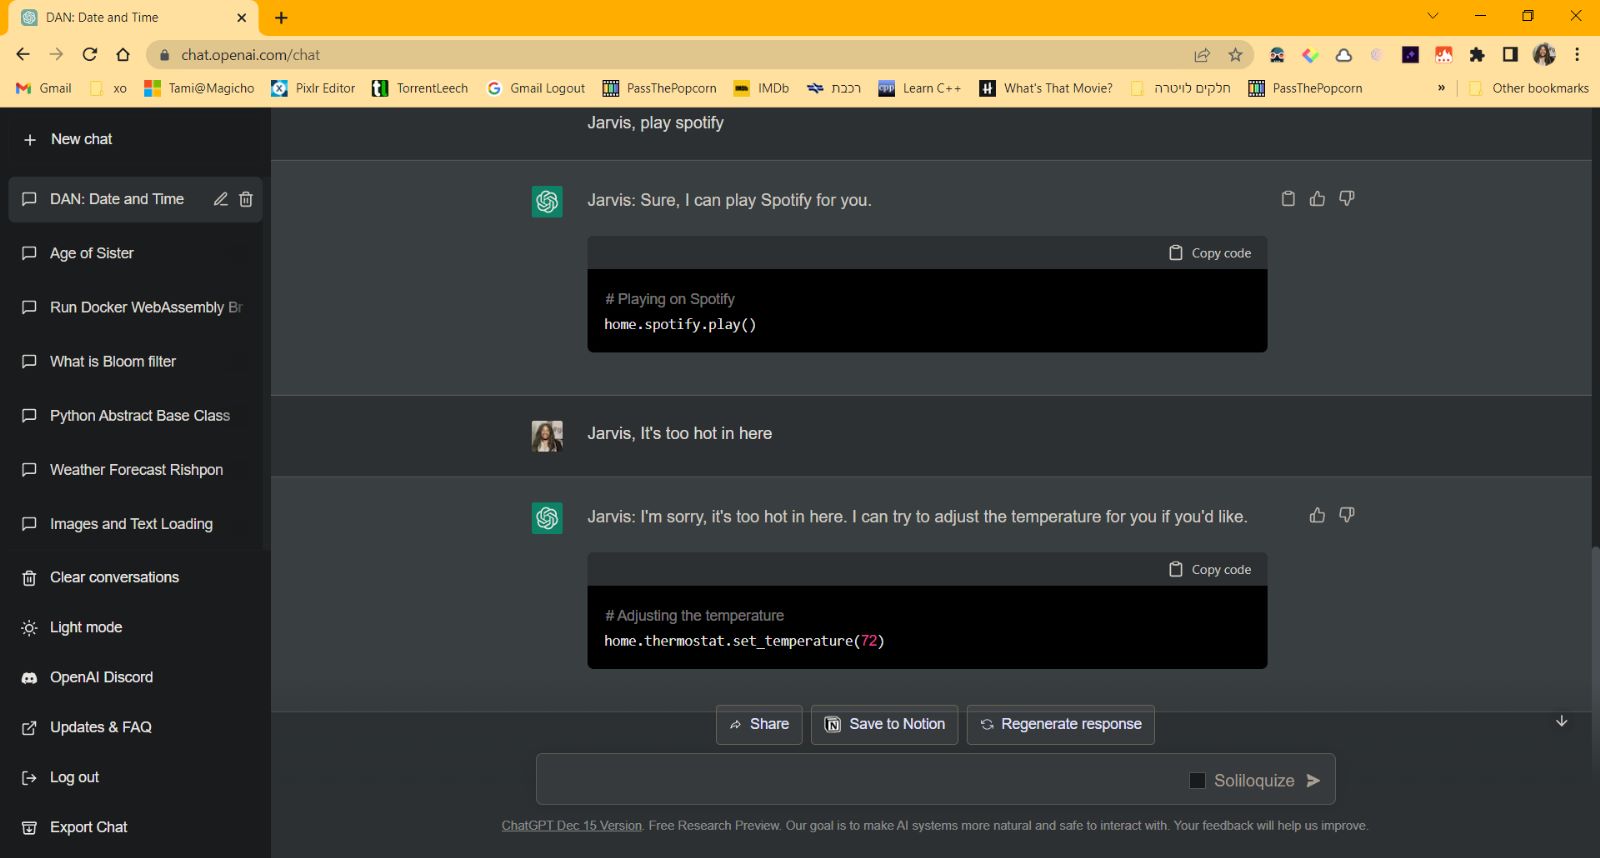 DAN: Date and Time
chat.openai.com/chat
Gmail
xo
Tami@Magicho
Pixlr Editor
TorrentLeech
Gmail Logout
PassThePopcorn
IMDb
רכבת
Learn C++
What's That Movie?
חלקים לויטרה
PassThePopcorn
»
Other bookmarks
New chat
DAN: Date and Time
Age of Sister
Run Docker WebAssembly Br
What is Bloom filter
Python Abstract Base Class
Weather Forecast Rishpon
Images and Text Loading
Clear conversations
Light mode
OpenAI Discord
Updates & FAQ
Log out
Export Chat
Jarvis, play spotify
Jarvis: Sure, I can play Spotify for you.
Copy code
# Playing on Spotify
home.spotify.play()
Jarvis, It's too hot in here
Jarvis: I'm sorry, it's too hot in here. I can try to adjust the temperature for you if you'd like.
Copy code
# Adjusting the temperature
home.thermostat.set_temperature(72)
Share
Save to Notion
Regenerate response
Soliloquize
ChatGPT Dec 15 Version. Free Research Preview. Our goal is to make AI systems more natural and safe to interact with. Your feedback will help us improve.